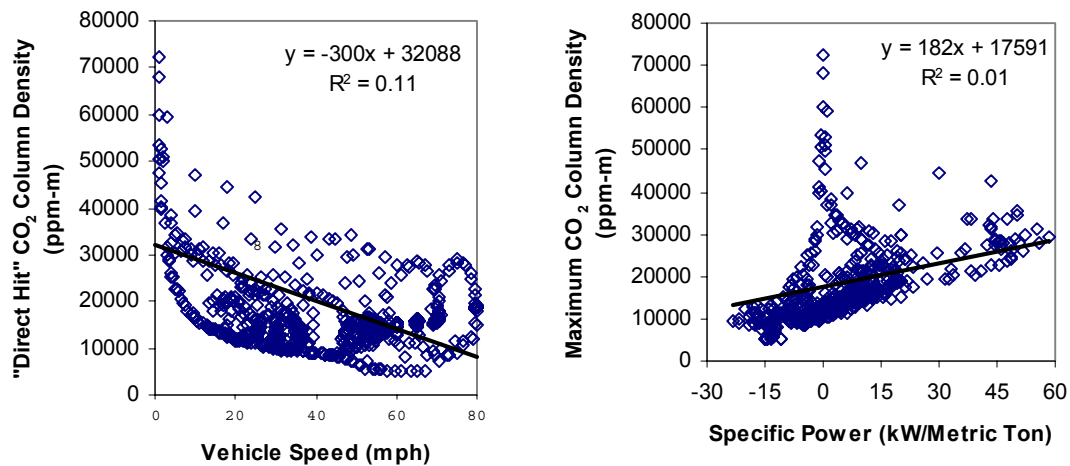 "Direct Hit" CO2 Column Density
(ppm-m)
80000
70000
60000
50000
40000
30000
20000
10000
0
y = -300x + 32088
R² = 0.11
8
0 20 40 60 80
Vehicle Speed (mph)
Maximum CO2 Column Density
(ppm-m)
80000
70000
60000
50000
40000
30000
20000
10000
0
y = 182x + 17591
R² = 0.01
-30 -15 0 15 30 45 60
Specific Power (kW/Metric Ton)